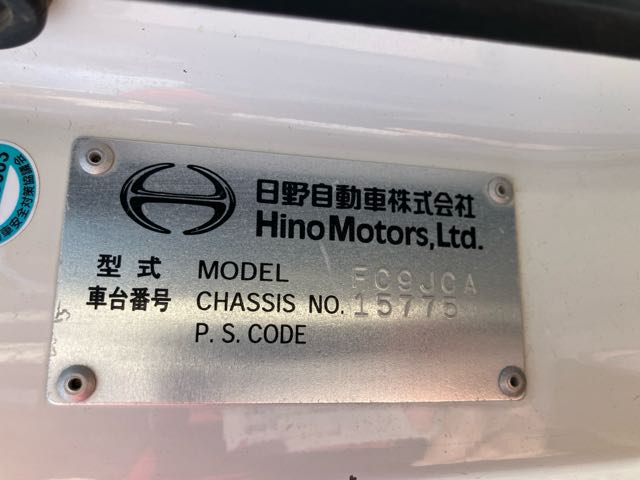 日野自動車株式会社
Hino Motors, Ltd.
型式 MODEL FC9JCA
車台番号 CHASSIS NO. 15775
P. S. CODE